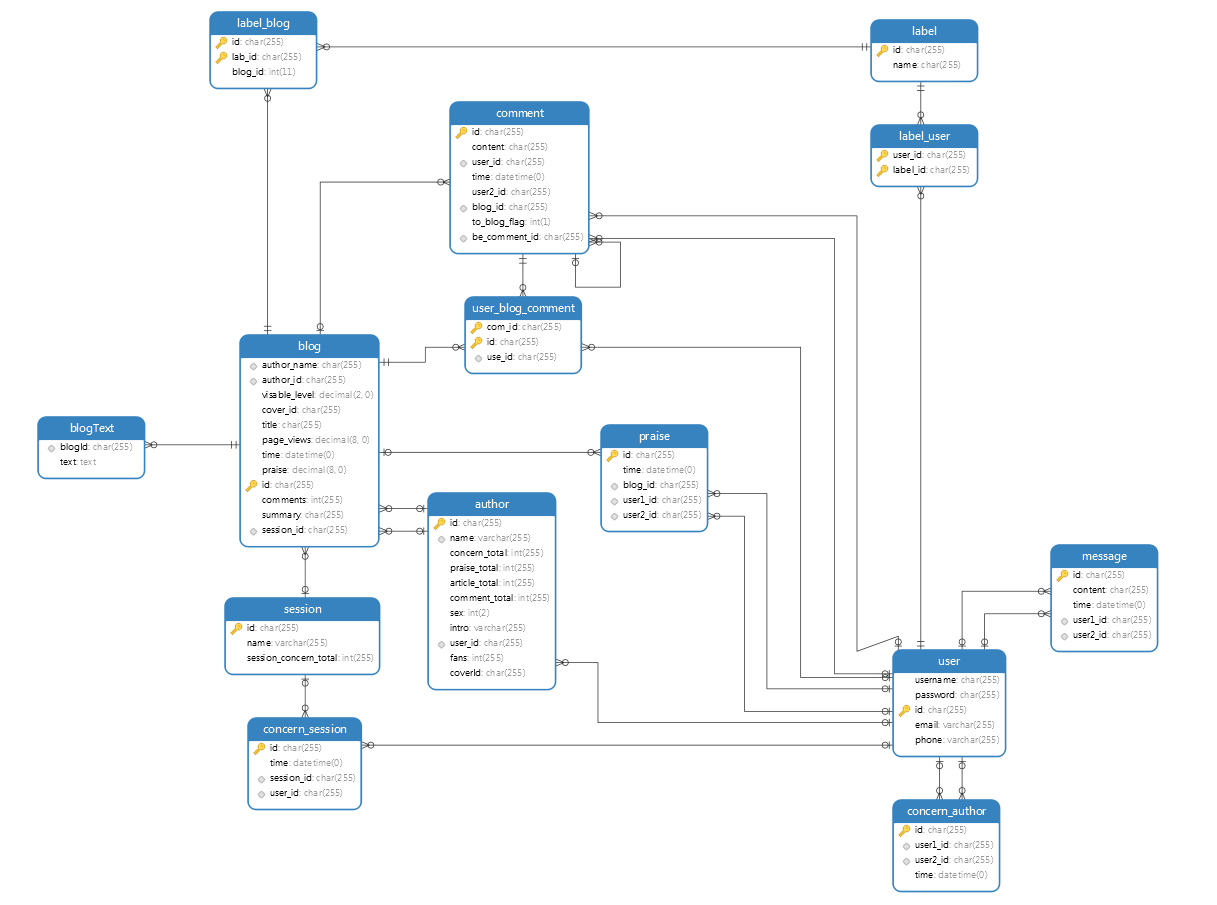 label_blog
id: char(255)
lab_id: char(255)
blog_id: int(11)
label
id: char(255)
name: char(255)
comment
id: char(255)
content: char(255)
user_id: char(255)
time: datetime(0)
user2_id: char(255)
blog_id: char(255)
to_blog_flag: int(1)
be_comment_id: char(255)
label_user
user_id: char(255)
label_id: char(255)
user_blog_comment
com_id: char(255)
id: char(255)
use_id: char(255)
blog
author_name: char(255)
author_id: char(255)
visable_level: decimal(2, 0)
cover_id: char(255)
title: char(255)
page_views: decimal(8, 0)
time: datetime(0)
praise: decimal(8, 0)
id: char(255)
comments: int(255)
summary: char(255)
session_id: char(255)
blogText
blogId: char(255)
text: text
praise
id: char(255)
time: datetime(0)
blog_id: char(255)
user1_id: char(255)
user2_id: char(255)
author
id: char(255)
name: varchar(255)
concern_total: int(255)
praise_total: int(255)
article_total: int(255)
comment_total: int(255)
sex: int(2)
intro: varchar(255)
user_id: char(255)
fans: int(255)
coverId: char(255)
message
id: char(255)
content: char(255)
time: datetime(0)
user1_id: char(255)
user2_id: char(255)
session
id: char(255)
name: varchar(255)
session_concern_total: int(255)
user
username: char(255)
password: char(255)
id: char(255)
email: varchar(255)
phone: varchar(255)
concern_session
id: char(255)
time: datetime(0)
session_id: char(255)
user_id: char(255)
concern_author
id: char(255)
user1_id: char(255)
user2_id: char(255)
time: datetime(0)